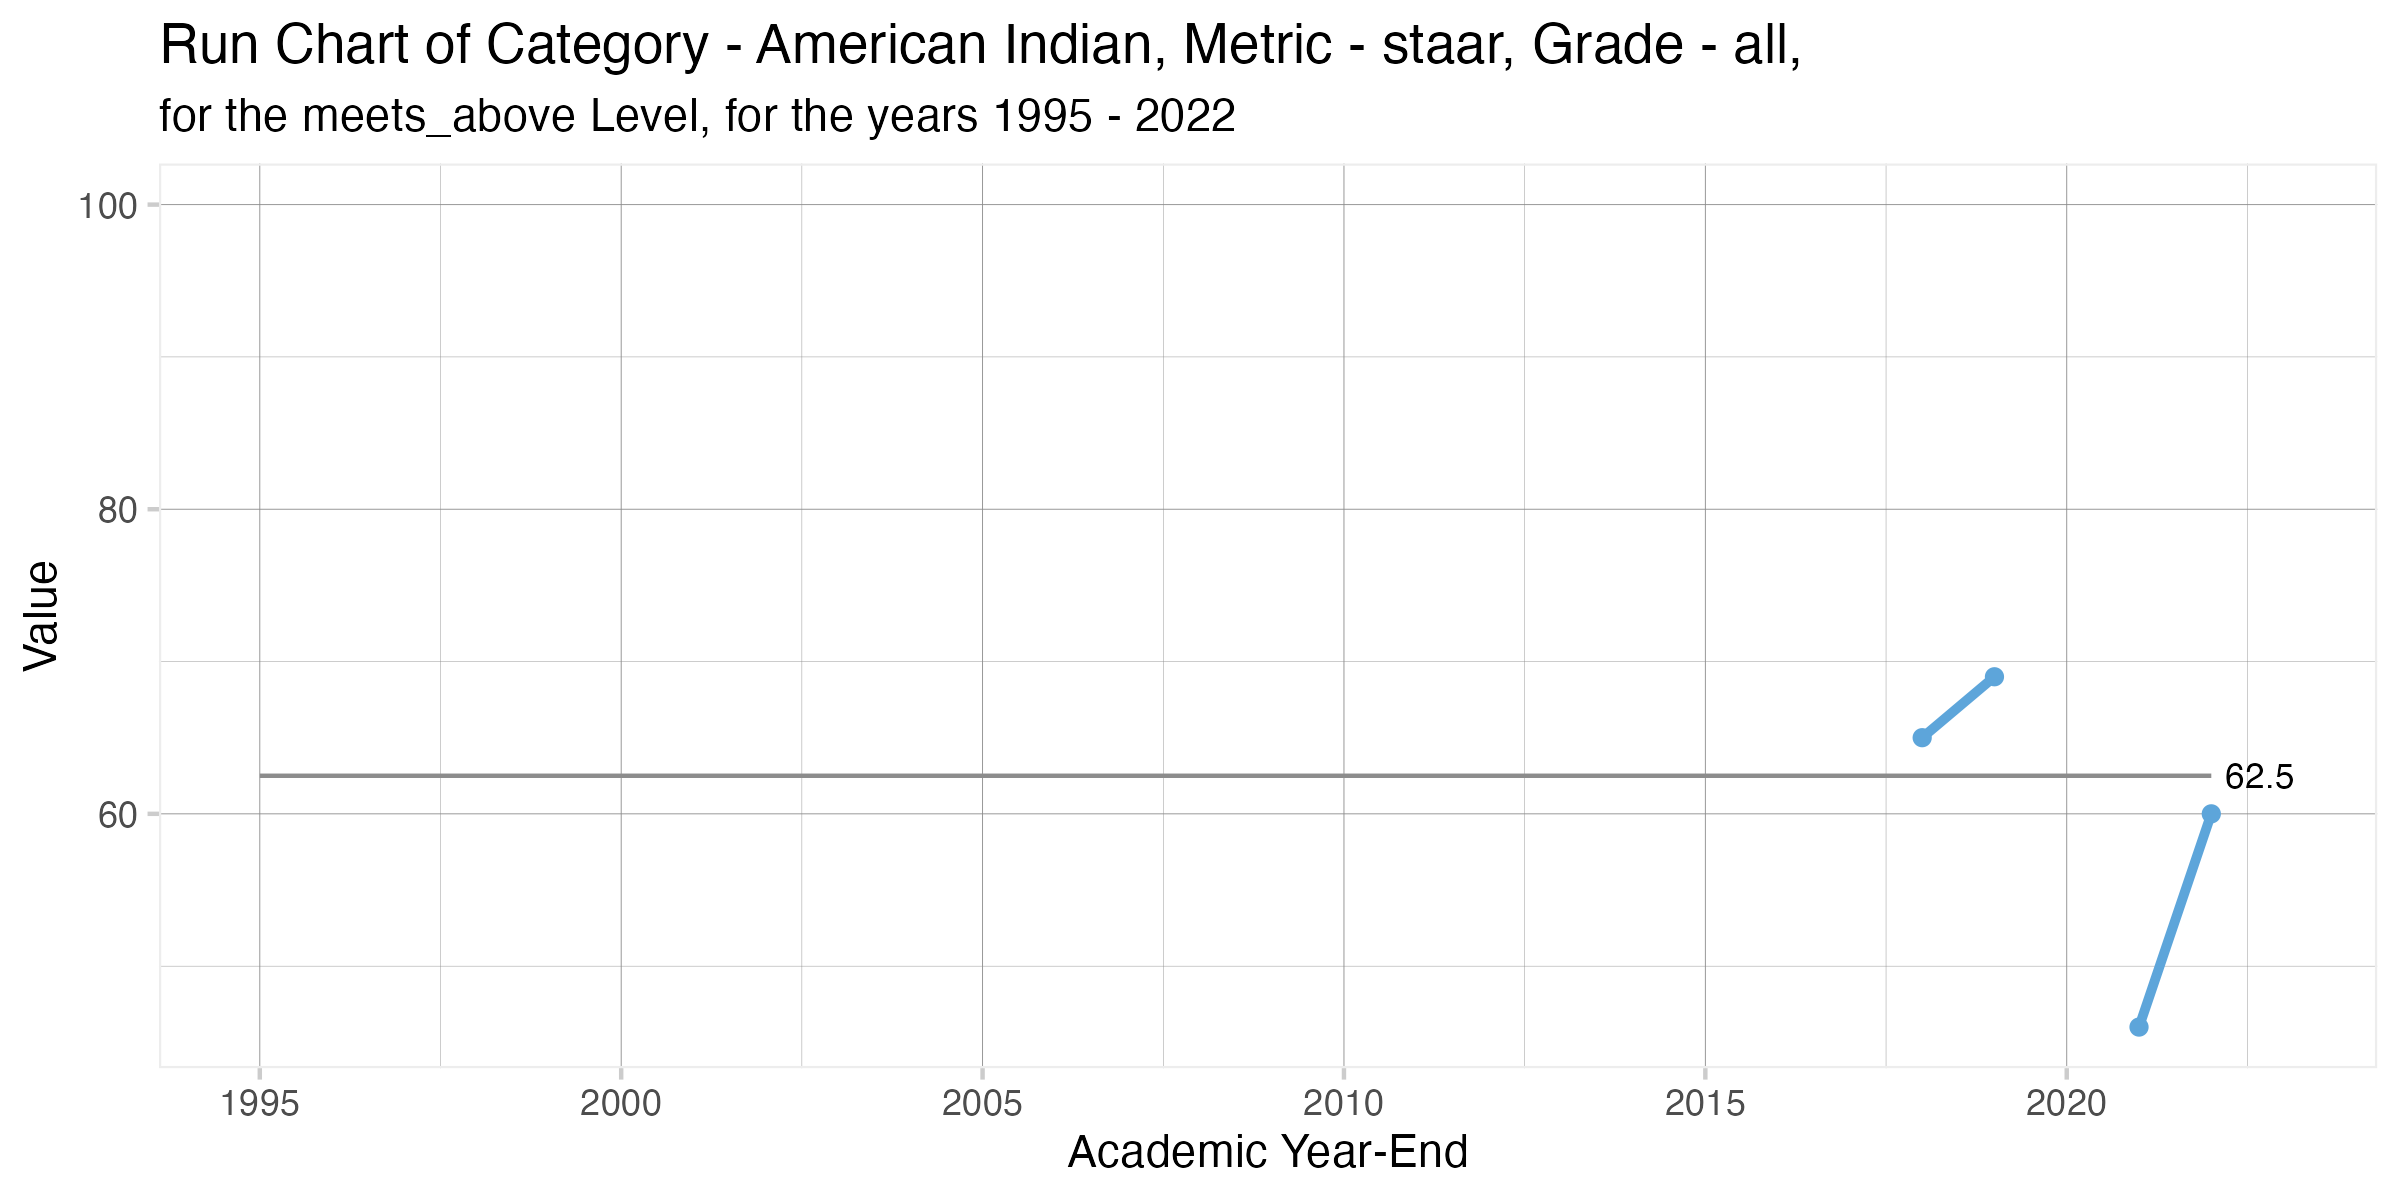 Run Chart of Category - American Indian, Metric - staar, Grade - all,
for the meets_above Level, for the years 1995 - 2022
100
80
60
Value
62.5
1995 2000 2005 2010 2015 2020
Academic Year-End